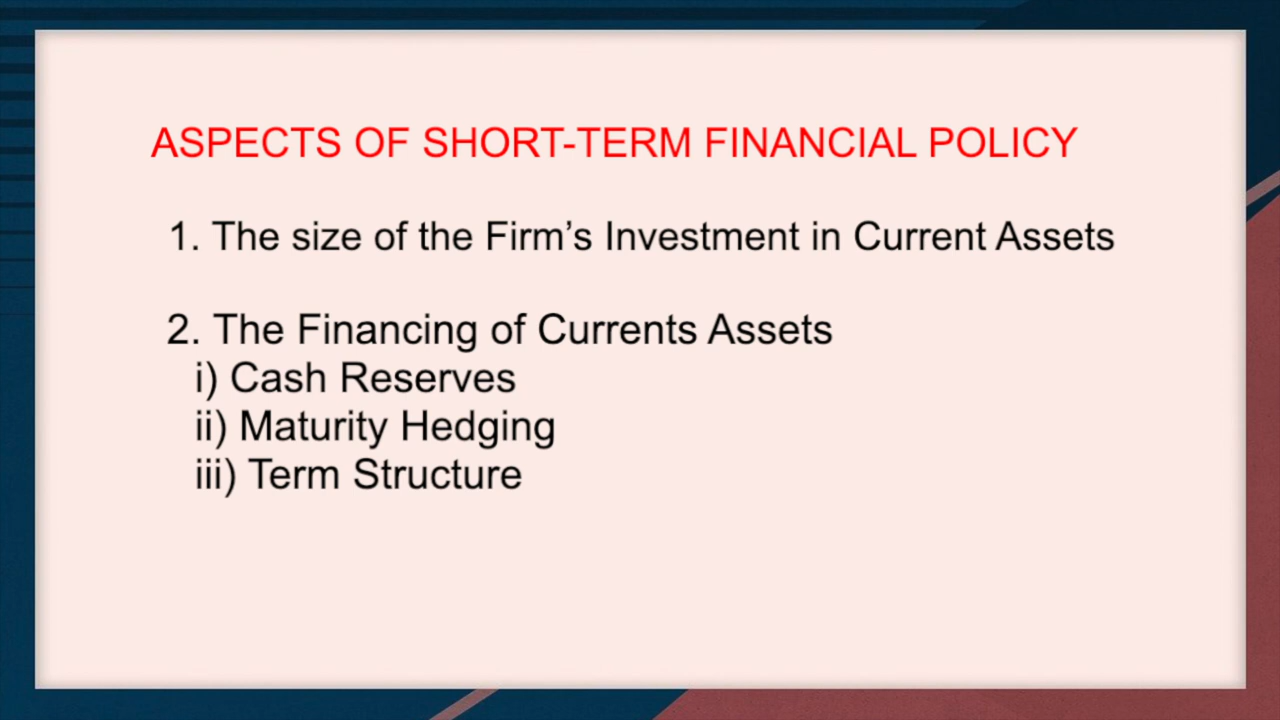 ASPECTS OF SHORT-TERM FINANCIAL POLICY
1. The size of the Firm’s Investment in Current Assets
2. The Financing of Currents Assets
i) Cash Reserves
ii) Maturity Hedging
iii) Term Structure